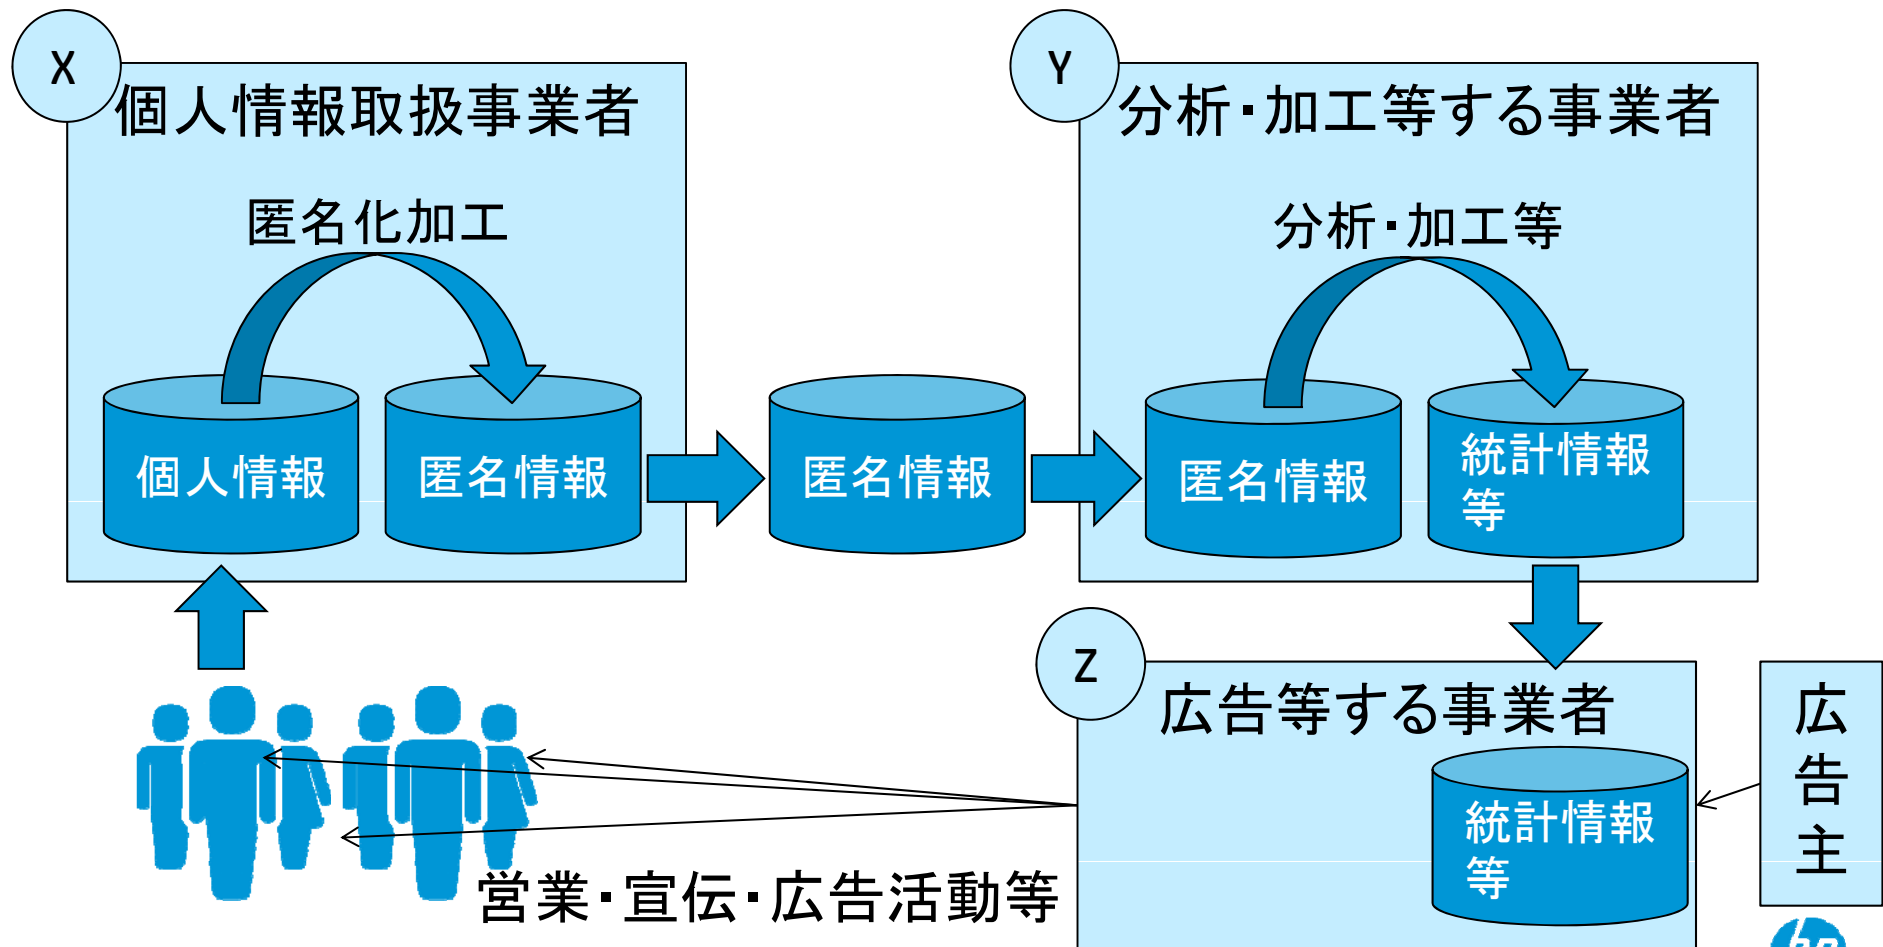 X
個人情報取扱事業者
匿名化加工
個人情報
匿名情報
匿名情報
Y
分析・加工等する事業者
分析・加工等
匿名情報
統計情報
等
Z
広告等する事業者
統計情報
等
広
告
主
営業・宣伝・広告活動等
hp